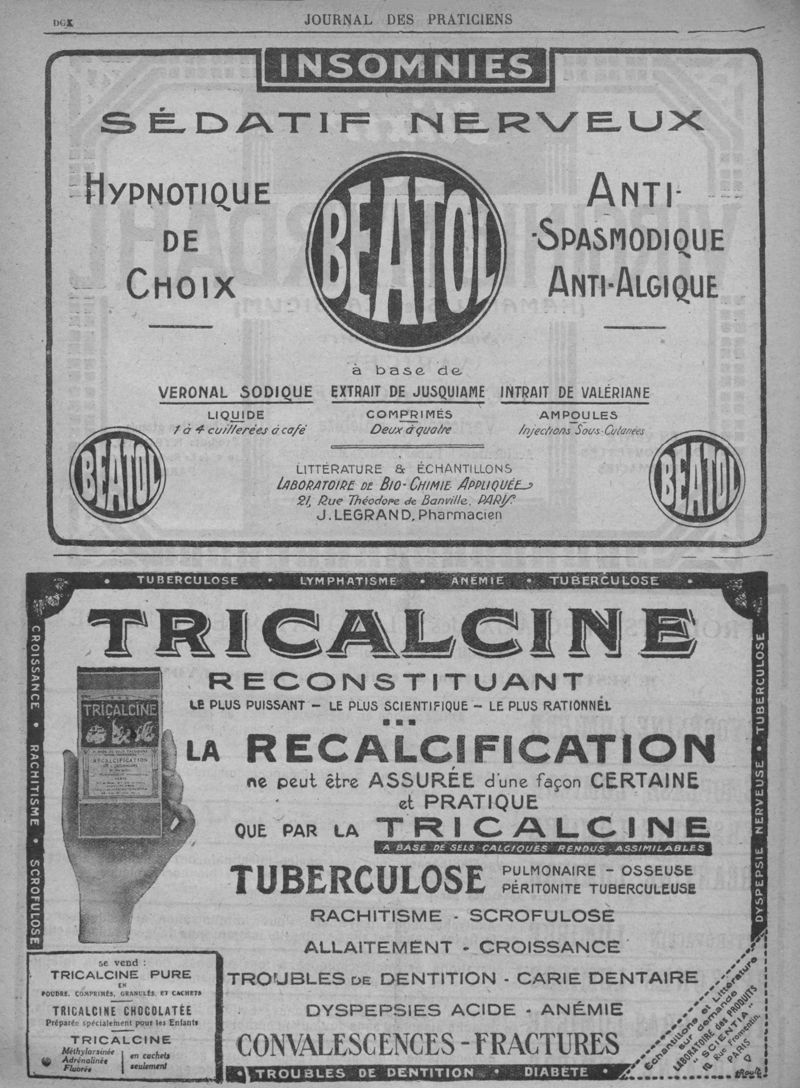 DCX
JOURNAL DES PRATICIENS
INSOMNIES
SÉDATIF NERVEUX
HYPNOTIQUE
DE
CHOIX
BEATOL
ANTI-
-SPASMODIQUE
ANTI-ALGIQUE
à base de
VERONAL SODIQUE EXTRAIT DE JUSQUIAME INTRAIT DE VALÉRIANE
LIQUIDE COMPRIMÉS AMPOULES
1 à 4 cuillerées à café Deux à quatre Injections Sous-Cutanées
BEATOL
BEATOL
LITTÉRATURE & ÉCHANTILLONS
LABORATOIRE DE BIO-CHIMIE APPLIQUÉE
21, Rue Théodore de Banville, PARIS
J. LEGRAND, Pharmacien
• TUBERCULOSE • LYMPHATISME • ANÉMIE • TUBERCULOSE •
CROISSANCE • RACHITISME • SCROFULOSE
DYSPEPSIE NERVEUSE • TUBERCULOSE
TRICALCINE
RECONSTITUANT
LE PLUS PUISSANT — LE PLUS SCIENTIFIQUE — LE PLUS RATIONNEL
TRICALCINE
RECALCIFICATION
LA RECALCIFICATION
ne peut être ASSURÉE d'une façon CERTAINE
et PRATIQUE
QUE PAR LA TRICALCINE
A BASE DE SELS CALCIQUES RENDUS ASSIMILABLES
TUBERCULOSE PULMONAIRE - OSSEUSE
PÉRITONITE TUBERCULEUSE
RACHITISME - SCROFULOSE
ALLAITEMENT - CROISSANCE
TROUBLES DE DENTITION - CARIE DENTAIRE
DYSPEPSIES ACIDE - ANÉMIE
CONVALESCENCES - FRACTURES
• TROUBLES DE DENTITION • DIABÈTE •
se vend :
TRICALCINE PURE
EN
POUDRE, COMPRIMÉS, GRANULÉS, ET CACHETS
TRICALCINE CHOCOLATÉE
Préparée spécialement pour les Enfants
TRICALCINE
Méthylarsinée
Adrénalinée
Fluorée
en cachets
seulement
Échantillons et Littérature
sur demande
LABORATOIRE des PRODUITS
"SCIENTIA"
10, Rue Fromentin,
PARIS